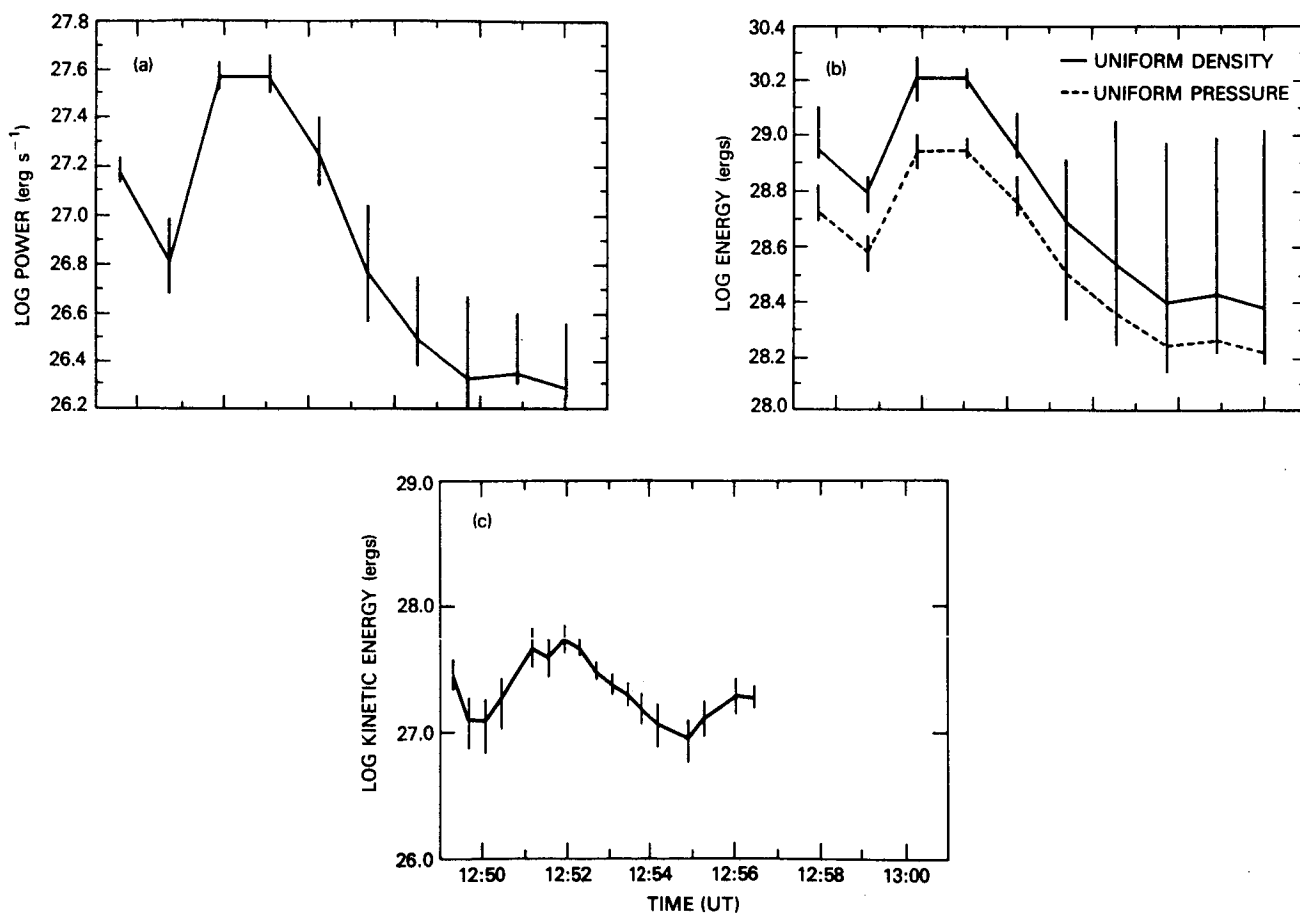 27.8
27.6
27.4
27.2
27.0
26.8
26.6
26.4
26.2
LOG POWER (erg s⁻¹)
(a)
30.4
30.2
29.0
28.8
28.6
28.4
28.2
28.0
LOG ENERGY (ergs)
(b)
UNIFORM DENSITY
UNIFORM PRESSURE
29.0
28.0
27.0
26.0
LOG KINETIC ENERGY (ergs)
(c)
12:50 12:52 12:54 12:56 12:58 13:00
TIME (UT)